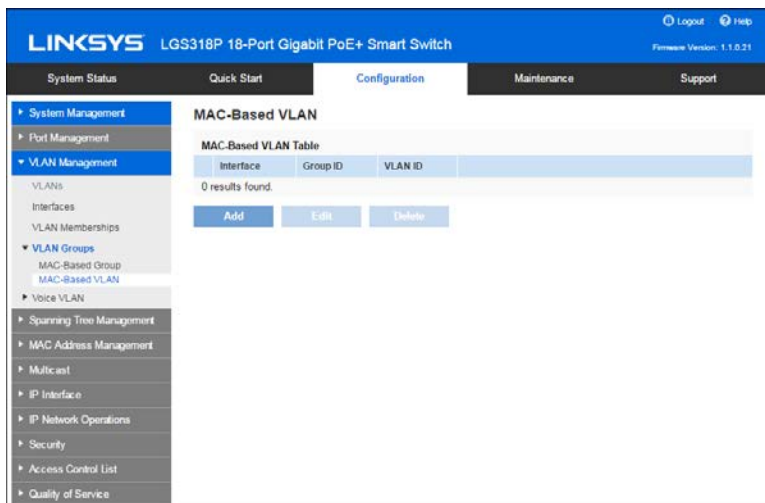 Logout Help
LINKSYS LGS318P 18-Port Gigabit PoE+ Smart Switch
Firmware Version: 1.1.0.21
System Status Quick Start Configuration Maintenance Support
System Management
Port Management
VLAN Management
VLANs
Interfaces
VLAN Memberships
VLAN Groups
MAC-Based Group
MAC-Based VLAN
Voice VLAN
Spanning Tree Management
MAC Address Management
Multicast
IP Interface
IP Network Operations
Security
Access Control List
Quality of Service
MAC-Based VLAN
MAC-Based VLAN Table
Interface Group ID VLAN ID
0 results found.
Add Edit Delete